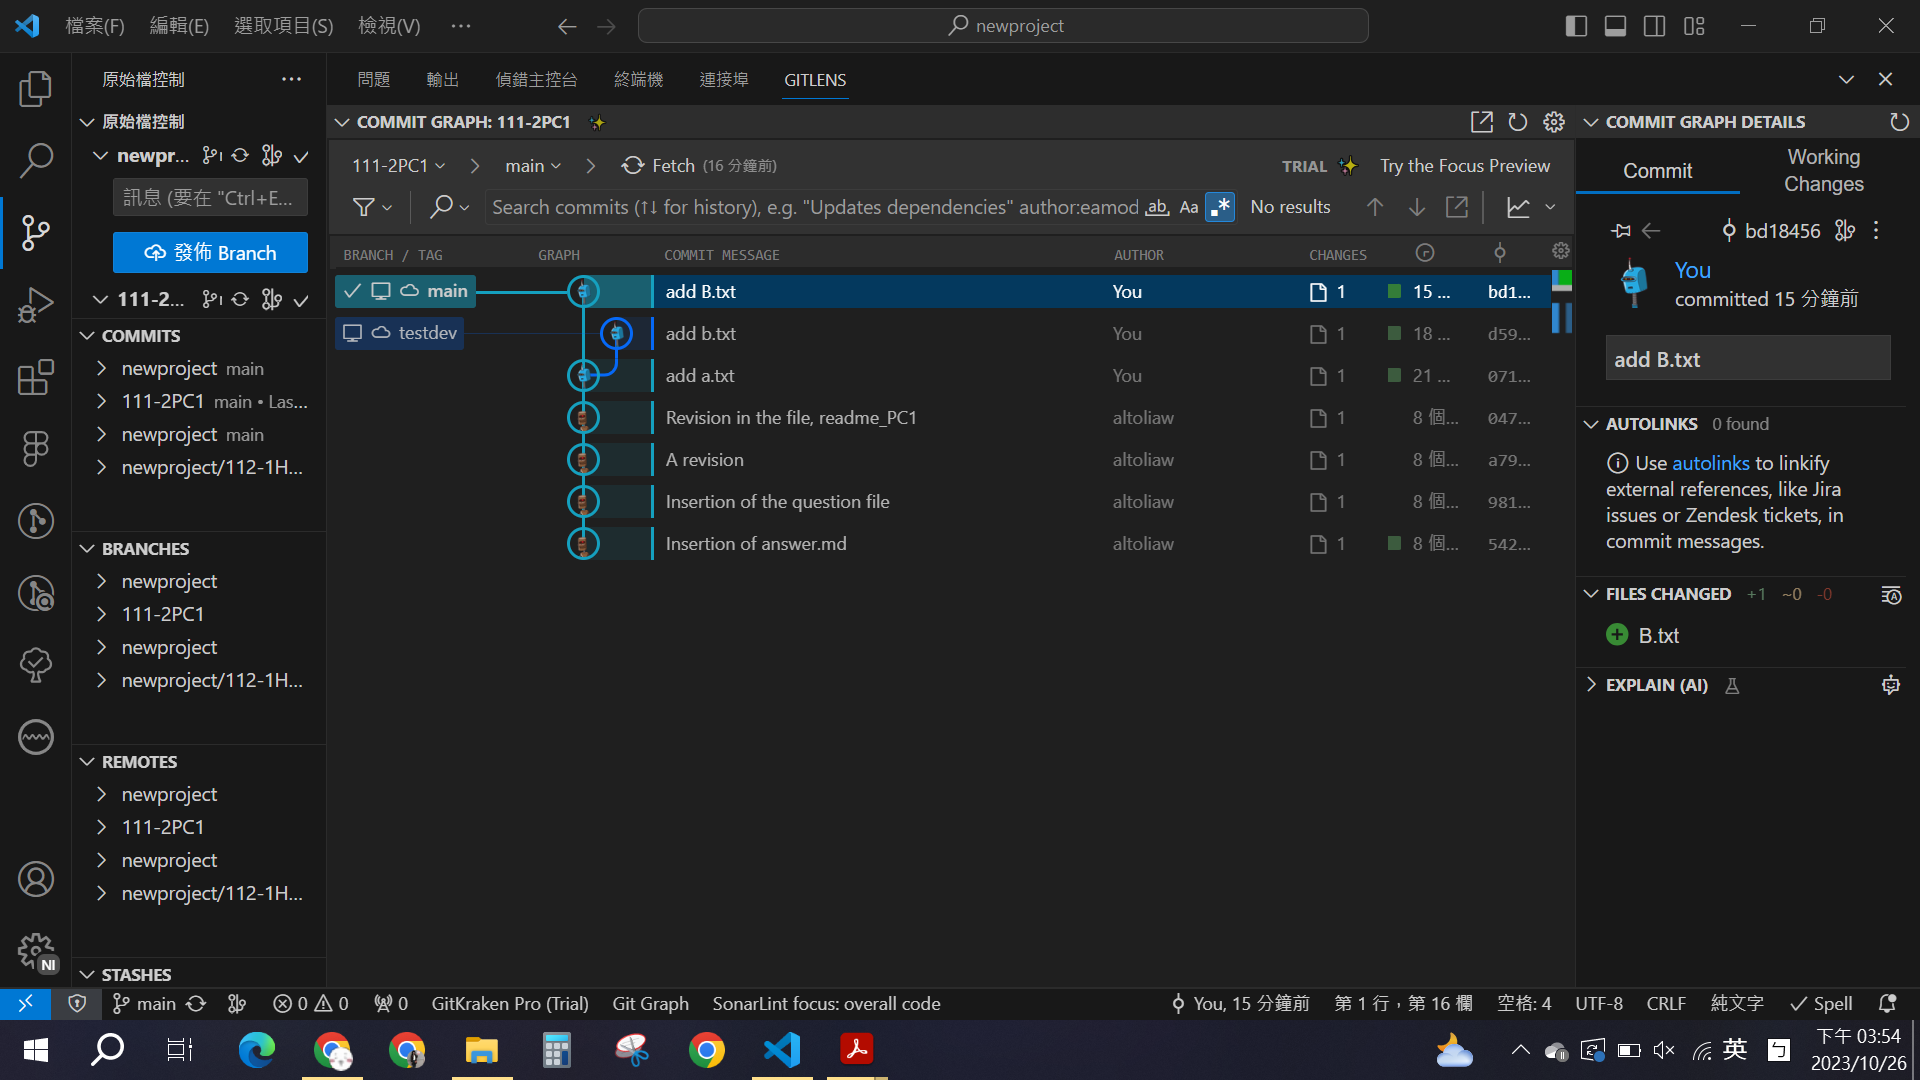 檔案(F) 編輯(E) 選取項目(S) 檢視(V) ··· newproject
原始檔控制 ···
問題 輸出 偵錯主控台 終端機 連接埠 GITLENS
原始檔控制
newpr...
訊息 (要在 "Ctrl+E...
發佈 Branch
111-2...
COMMITS
newproject main
111-2PC1 main • Las...
newproject main
newproject/112-1H...
BRANCHES
newproject
111-2PC1
newproject
newproject/112-1H...
REMOTES
newproject
111-2PC1
newproject
newproject/112-1H...
STASHES
NI
COMMIT GRAPH: 111-2PC1
111-2PC1 main Fetch (16 分鐘前) TRIAL Try the Focus Preview
Search commits (↑↓ for history), e.g. "Updates dependencies" author:eamod ab Aa .* No results
BRANCH / TAG GRAPH COMMIT MESSAGE AUTHOR CHANGES
main add B.txt You 1 15 ... bd1...
testdev add b.txt You 1 18 ... d59...
add a.txt You 1 21 ... 071...
Revision in the file, readme_PC1 altoliaw 1 8 個... 047...
A revision altoliaw 1 8 個... a79...
Insertion of the question file altoliaw 1 8 個... 981...
Insertion of answer.md altoliaw 1 8 個... 542...
COMMIT GRAPH DETAILS
Commit
Working
Changes
bd18456
You
committed 15 分鐘前
add B.txt
AUTOLINKS 0 found
Use autolinks to linkify
external references, like Jira
issues or Zendesk tickets, in
commit messages.
FILES CHANGED +1 ~0 -0
B.txt
EXPLAIN (AI)
main 0 0 0 GitKraken Pro (Trial) Git Graph SonarLint focus: overall code You, 15 分鐘前 第 1 行，第 16 欄 空格: 4 UTF-8 CRLF 純文字 Spell
英 ㄅ
下午 03:54
2023/10/26